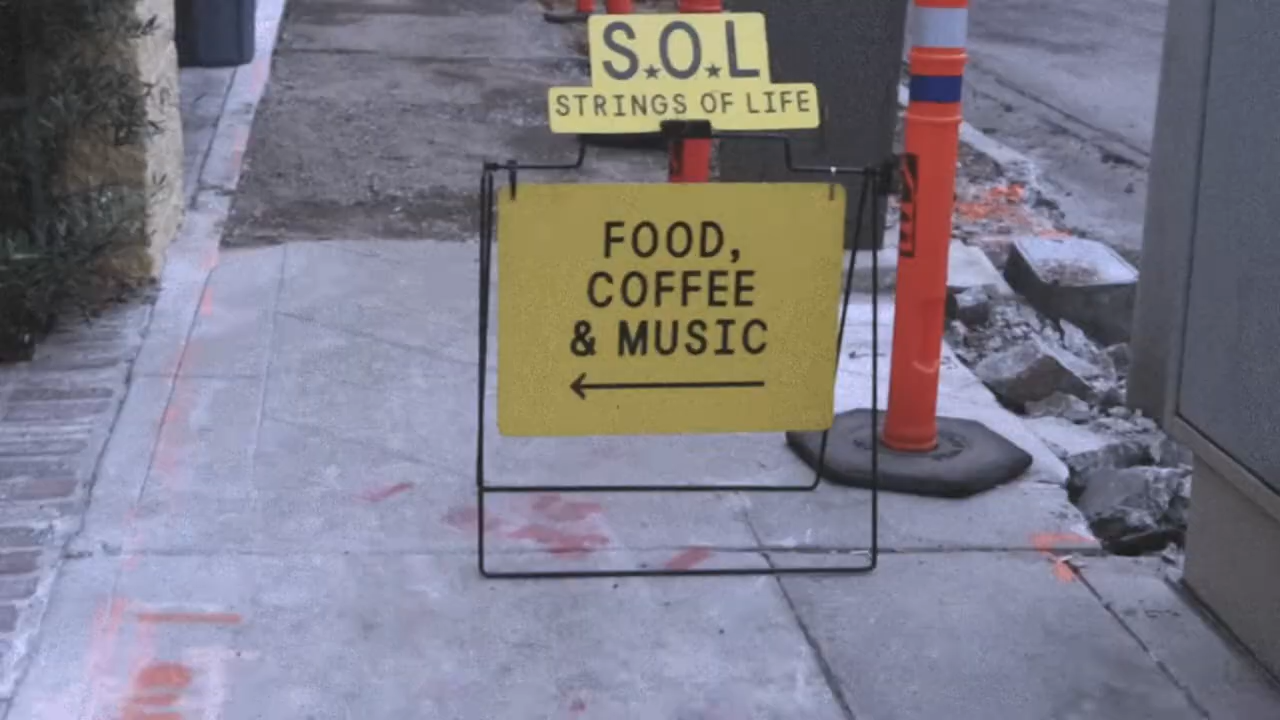 S★O★L
STRINGS OF LIFE
FOOD,
COFFEE
& MUSIC